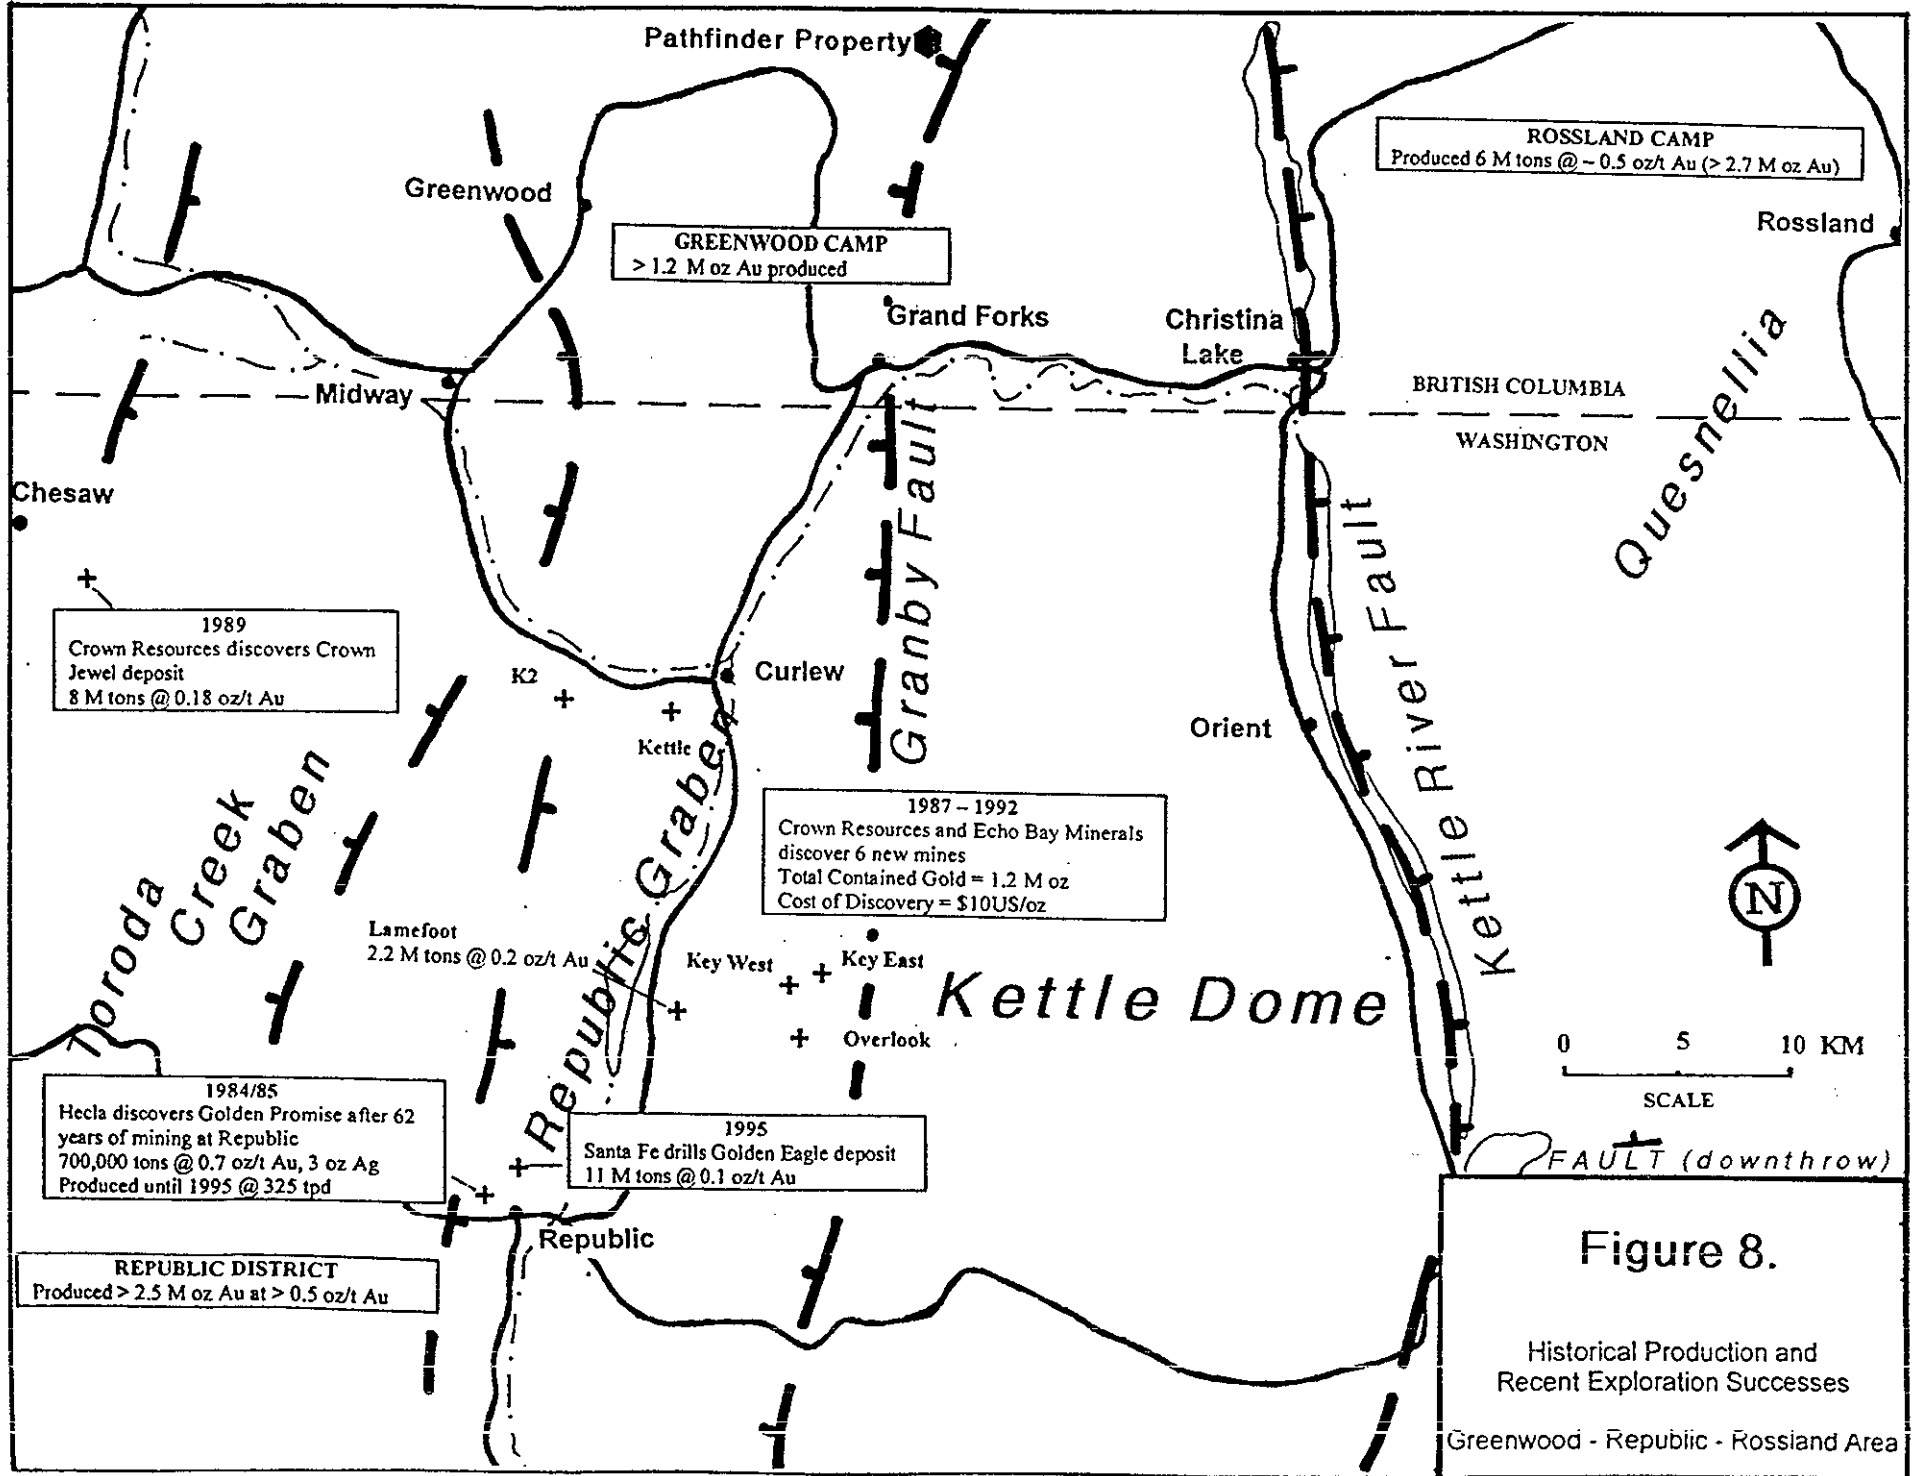 Pathfinder Property
ROSSLAND CAMP
Produced 6 M tons @ ~ 0.5 oz/t Au (> 2.7 M oz Au)
Greenwood
Rossland
GREENWOOD CAMP
> 1.2 M oz Au produced
Grand Forks
Christina
Lake
Midway
BRITISH COLUMBIA
WASHINGTON
Quesnellia
Granby Fault
Kettle River Fault
Chesaw
1989
Crown Resources discovers Crown
Jewel deposit
8 M tons @ 0.18 oz/t Au
K2
Curlew
Kettle
Orient
Toroda
Creek
Graben
Republic Graben
1987 – 1992
Crown Resources and Echo Bay Minerals
discover 6 new mines
Total Contained Gold = 1.2 M oz
Cost of Discovery = $10US/oz
N
Lamefoot
2.2 M tons @ 0.2 oz/t Au
Key West
Key East
Kettle Dome
Overlook
0 5 10 KM
SCALE
FAULT (downthrow)
1984/85
Hecla discovers Golden Promise after 62
years of mining at Republic
700,000 tons @ 0.7 oz/t Au, 3 oz Ag
Produced until 1995 @ 325 tpd
1995
Santa Fe drills Golden Eagle deposit
11 M tons @ 0.1 oz/t Au
Republic
REPUBLIC DISTRICT
Produced > 2.5 M oz Au at > 0.5 oz/t Au
Figure 8.
Historical Production and
Recent Exploration Successes
Greenwood - Republic - Rossland Area